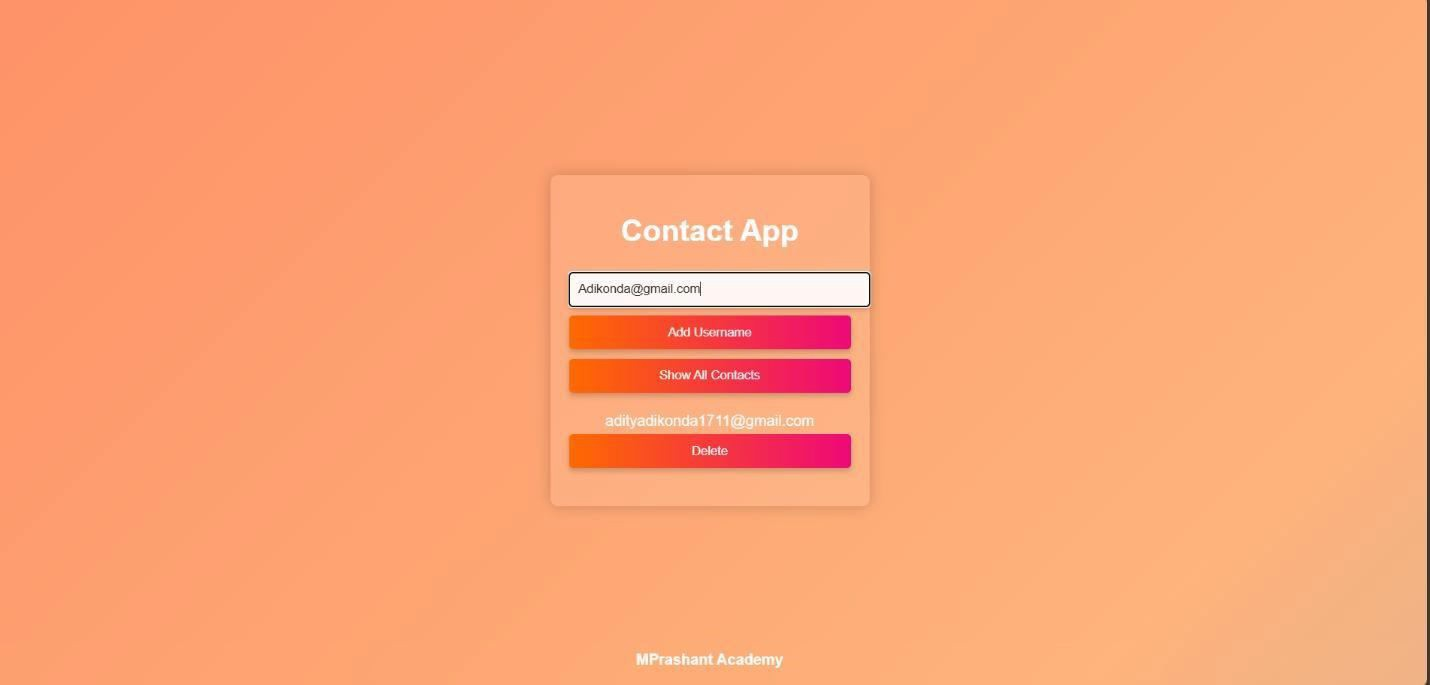 Contact App
Adikonda@gmail.com
Add Username
Show All Contacts
adityadikonda1711@gmail.com
Delete
MPrashant Academy